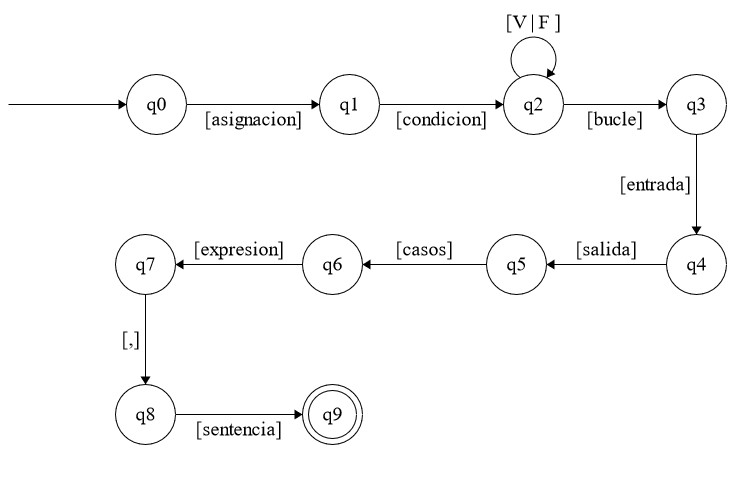 [V|F ]
q0
q1
q2
q3
[asignacion]
[condicion]
[bucle]
[entrada]
[expresion]
[casos]
[salida]
q7
q6
q5
q4
[,]
q8
q9
[sentencia]